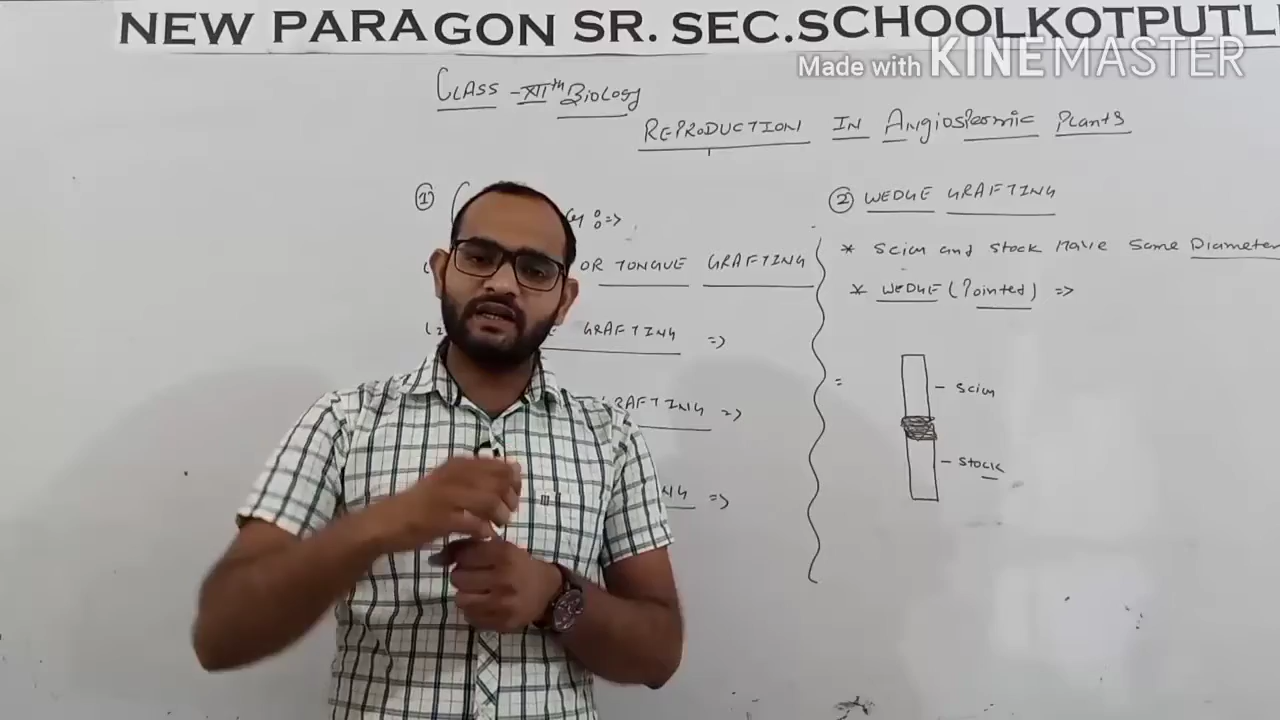 NEW PARAGON SR. SEC.SCHOOLKOTPUTLI
Made with KINEMASTER
CLASS - XIIth Biology
REPRODUCTION IN Angiospermic Plants
①
OR TONGUE GRAFTING
GRAFTING =>
GRAFTING =>
=>
② WEDGE GRAFTING
* Scion and Stock Have Same Diameter
* WEDGE (Pointed) =>
=
- Scion
- Stock